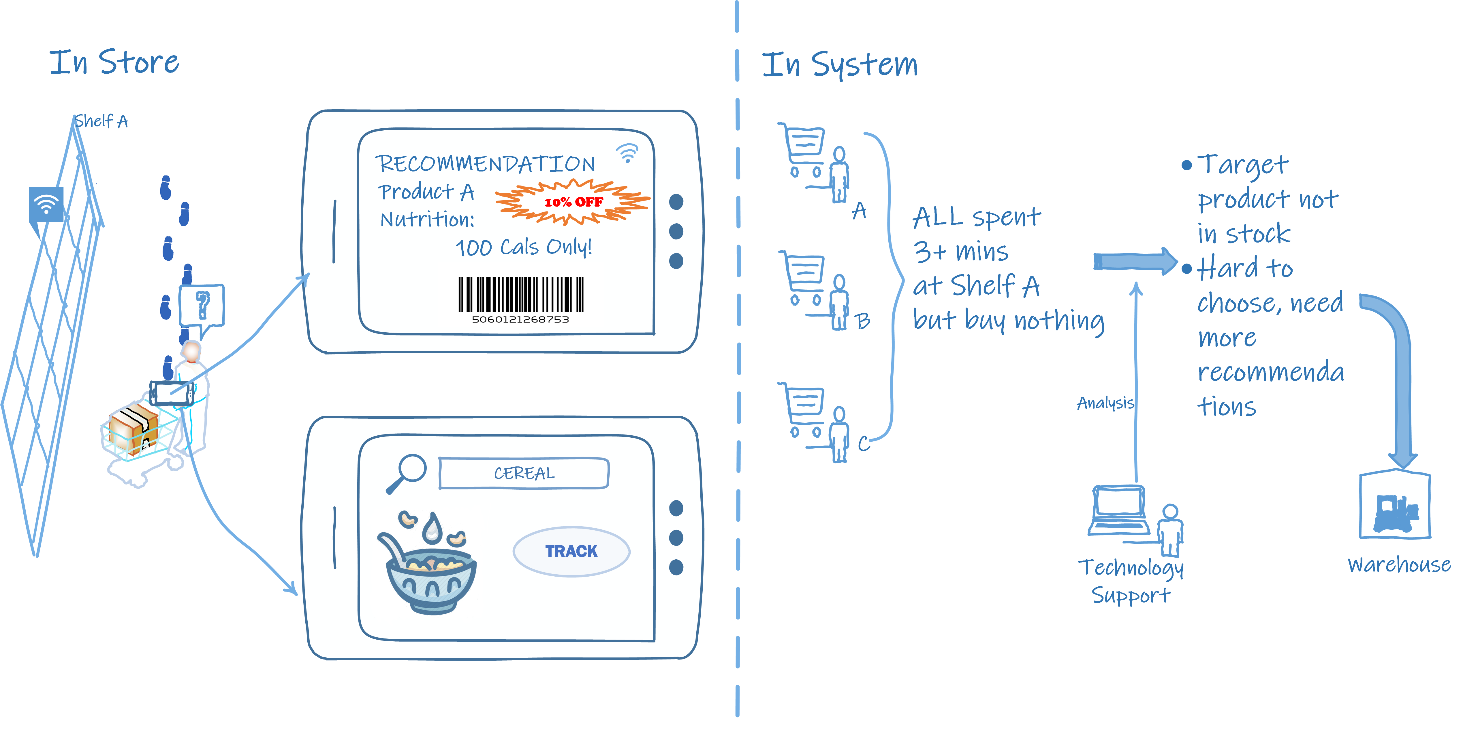 In Store
Shelf A
?
RECOMMENDATION
Product A
10% OFF
Nutrition:
100 Cals Only!
5060121268753
CEREAL
TRACK
In System
A
B
C
ALL spent
3+ mins
at Shelf A
but buy nothing
Analysis
Technology
Support
• Target
product not
in stock
• Hard to
choose, need
more
recommenda
tions
Warehouse